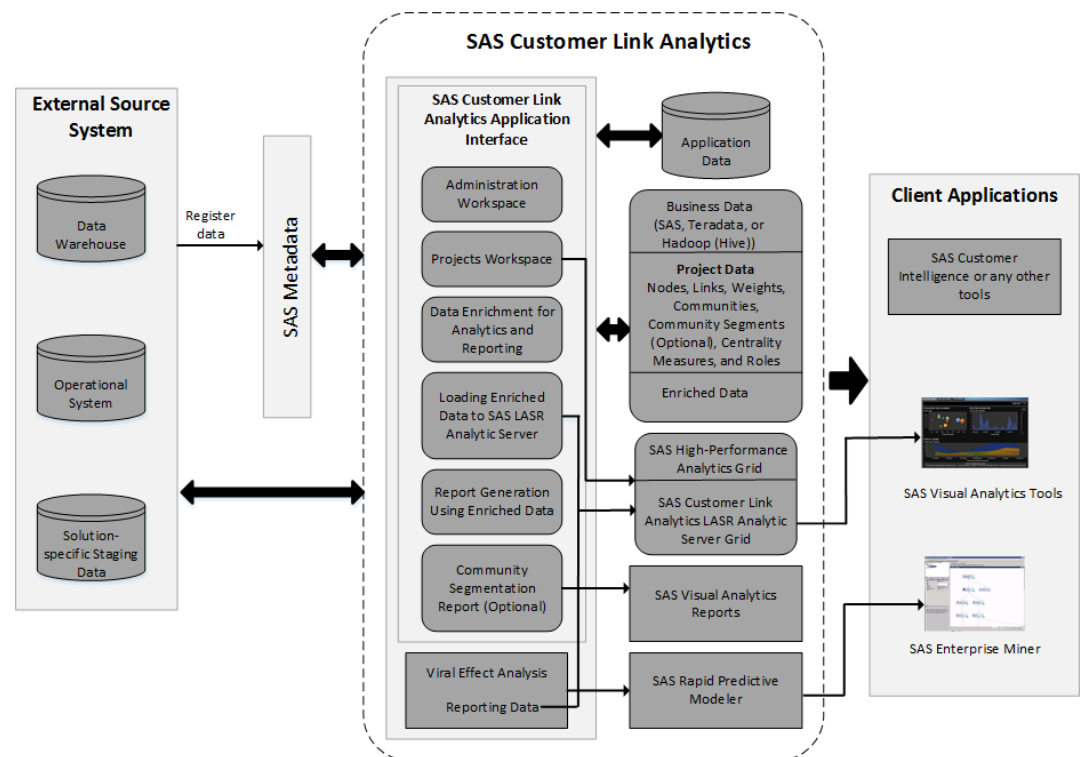 SAS Customer Link Analytics
External Source
System
Data
Warehouse
Operational
System
Solution-
specific Staging
Data
Register
data
SAS Metadata
SAS Customer Link
Analytics Application
Interface
Administration
Workspace
Projects Workspace
Data Enrichment for
Analytics and
Reporting
Loading Enriched
Data to SAS LASR
Analytic Server
Report Generation
Using Enriched Data
Community
Segmentation
Report (Optional)
Viral Effect Analysis
Reporting Data
Application
Data
Business Data
(SAS, Teradata, or
Hadoop (Hive))
Project Data
Nodes, Links, Weights,
Communities,
Community Segments
(Optional), Centrality
Measures, and Roles
Enriched Data
SAS High-Performance
Analytics Grid
SAS Customer Link
Analytics LASR Analytic
Server Grid
SAS Visual Analytics
Reports
SAS Rapid Predictive
Modeler
Client Applications
SAS Customer
Intelligence or any other
tools
SAS Visual Analytics Tools
SAS Enterprise Miner